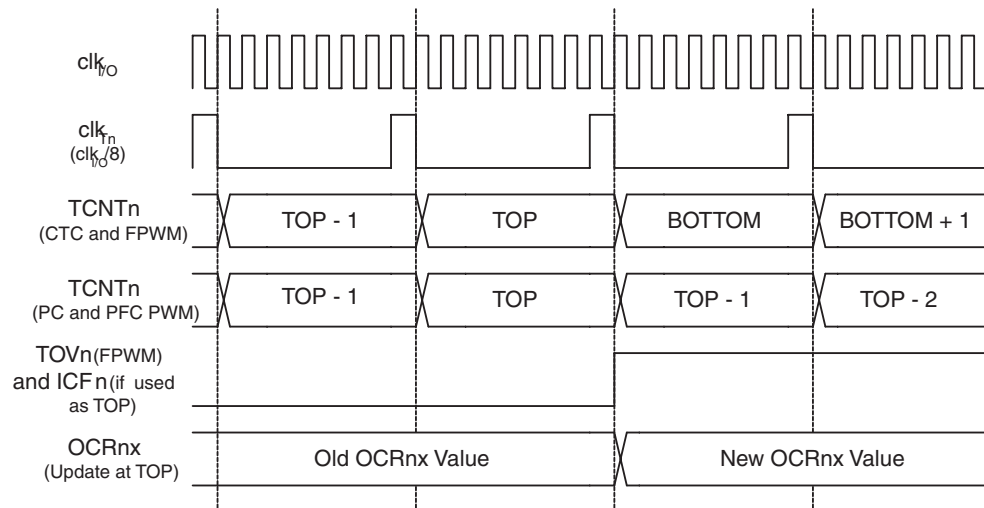 clkI/O
clkTn
(clkI/O/8)
TCNTn
(CTC and FPWM)
TOP - 1
TOP
BOTTOM
BOTTOM + 1
TCNTn
(PC and PFC PWM)
TOP - 1
TOP
TOP - 1
TOP - 2
TOVn(FPWM)
and ICFn(if used
as TOP)
OCRnx
(Update at TOP)
Old OCRnx Value
New OCRnx Value